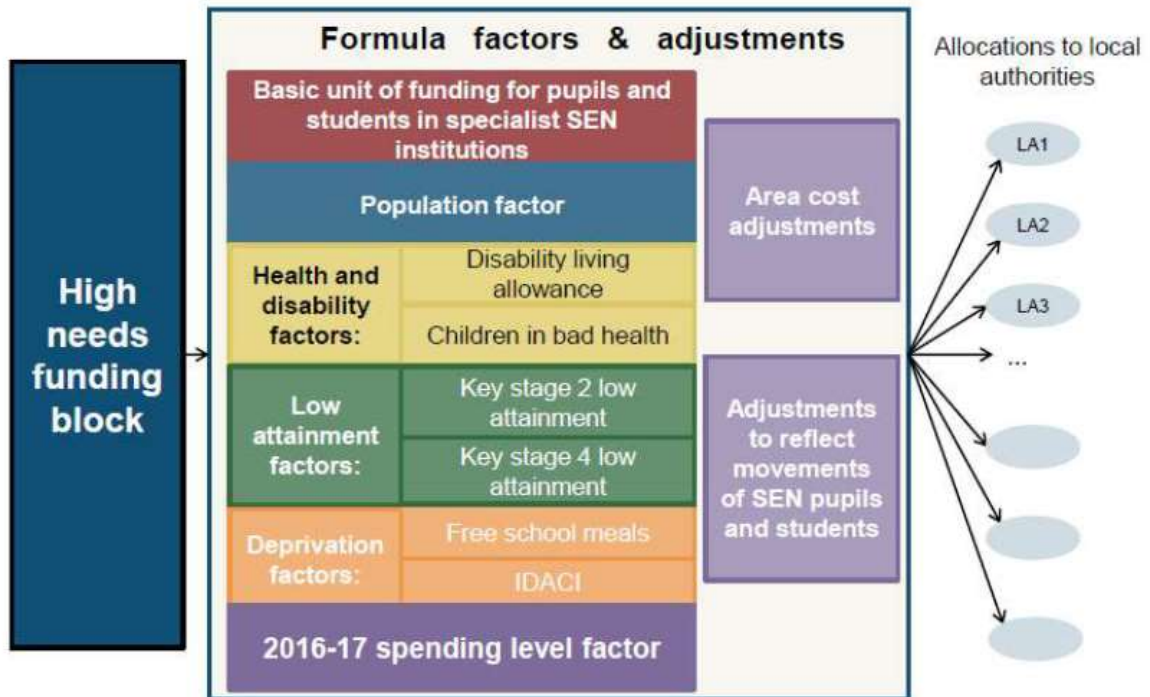 Formula factors & adjustments
Allocations to local
authorities
High
needs
funding
block
Basic unit of funding for pupils and
students in specialist SEN
institutions
Population factor
Health and
disability
factors:
Disability living
allowance
Children in bad health
Low
attainment
factors:
Key stage 2 low
attainment
Key stage 4 low
attainment
Deprivation
factors:
Free school meals
IDACI
2016-17 spending level factor
Area cost
adjustments
Adjustments
to reflect
movements
of SEN pupils
and students
LA1
LA2
LA3
...